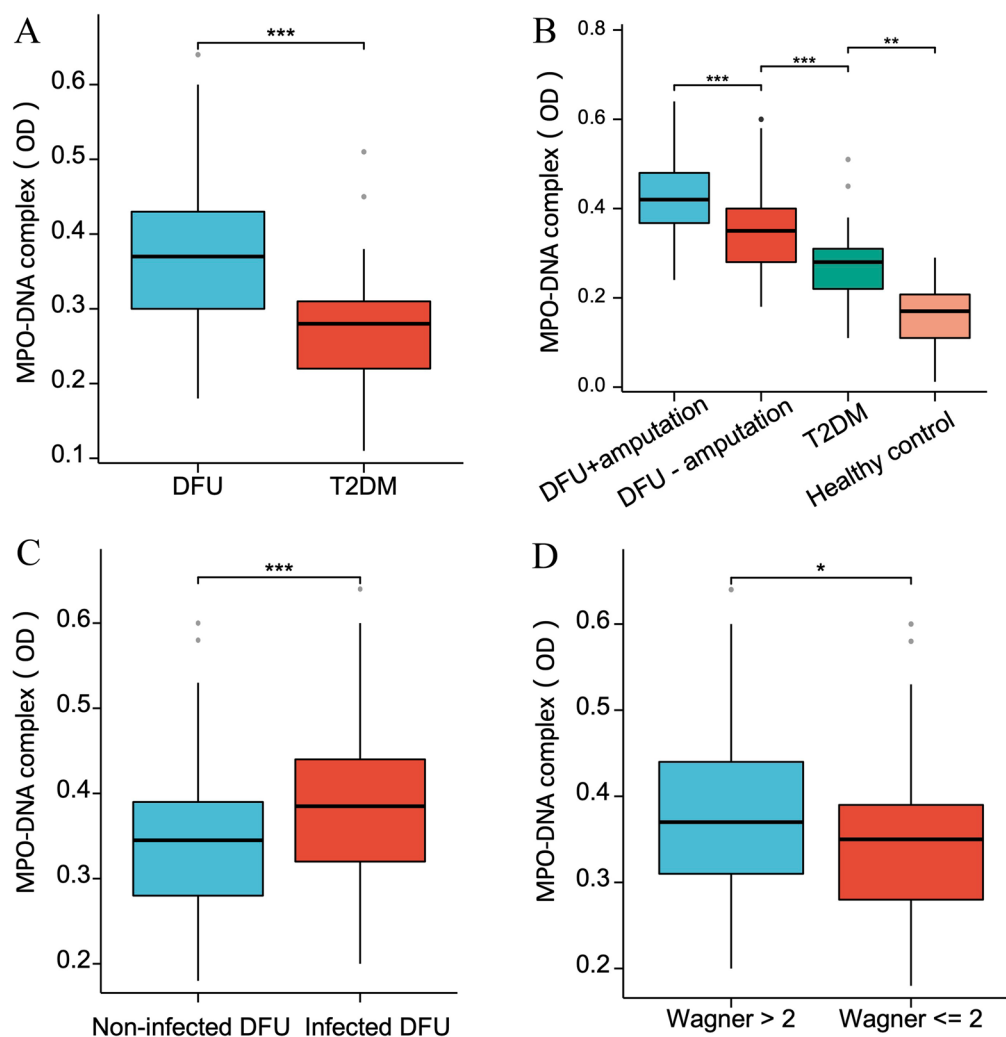 A
***
MPO-DNA complex ( OD )
0.6
0.5
0.4
0.3
0.2
0.1
DFU
T2DM
B
***
***
**
MPO-DNA complex ( OD )
0.8
0.6
0.4
0.2
0.0
DFU+amputation
DFU - amputation
T2DM
Healthy control
C
***
MPO-DNA complex ( OD )
0.6
0.5
0.4
0.3
0.2
Non-infected DFU
Infected DFU
D
*
MPO-DNA complex ( OD )
0.6
0.5
0.4
0.3
0.2
Wagner > 2
Wagner <= 2